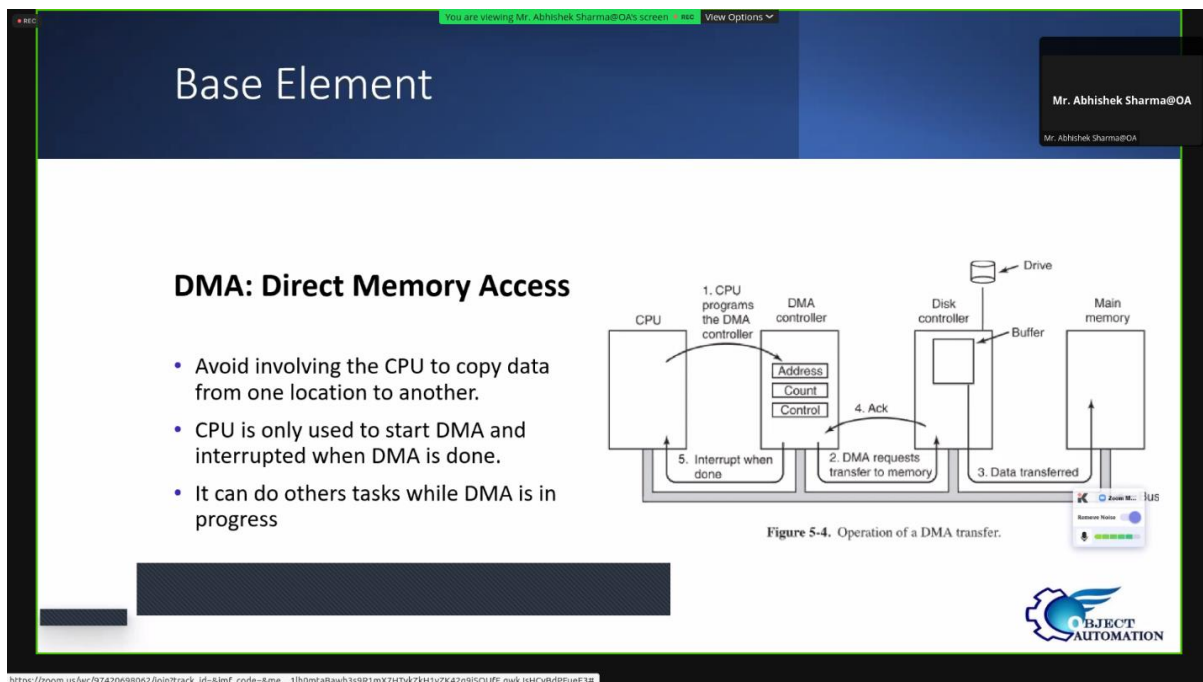 REC
You are viewing Mr. Abhishek Sharma@OA's screen REC View Options
Base Element
Mr. Abhishek Sharma@OA
Mr. Abhishek Sharma@OA
DMA: Direct Memory Access
• Avoid involving the CPU to copy data
from one location to another.
• CPU is only used to start DMA and
interrupted when DMA is done.
• It can do others tasks while DMA is in
progress
Drive
1. CPU
programs
the DMA
controller
CPU
DMA
controller
Disk
controller
Main
memory
Buffer
Address
Count
Control
4. Ack
5. Interrupt when
done
2. DMA requests
transfer to memory
3. Data transferred
Bus
Zoom M...
Remove Noise
Figure 5-4. Operation of a DMA transfer.
OBJECT
AUTOMATION